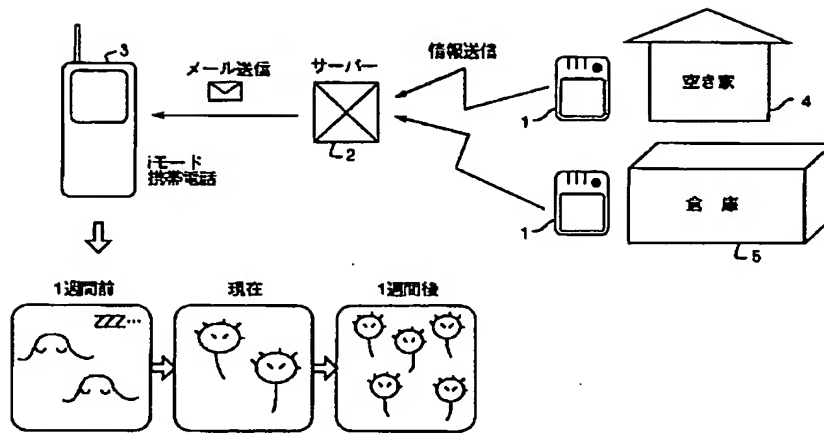 3
メール送信
サーバー
情報送信
空き家
4
1
2
iモード
携帯電話
倉庫
1
5
1週間前
現在
1週間後
ZZZ…